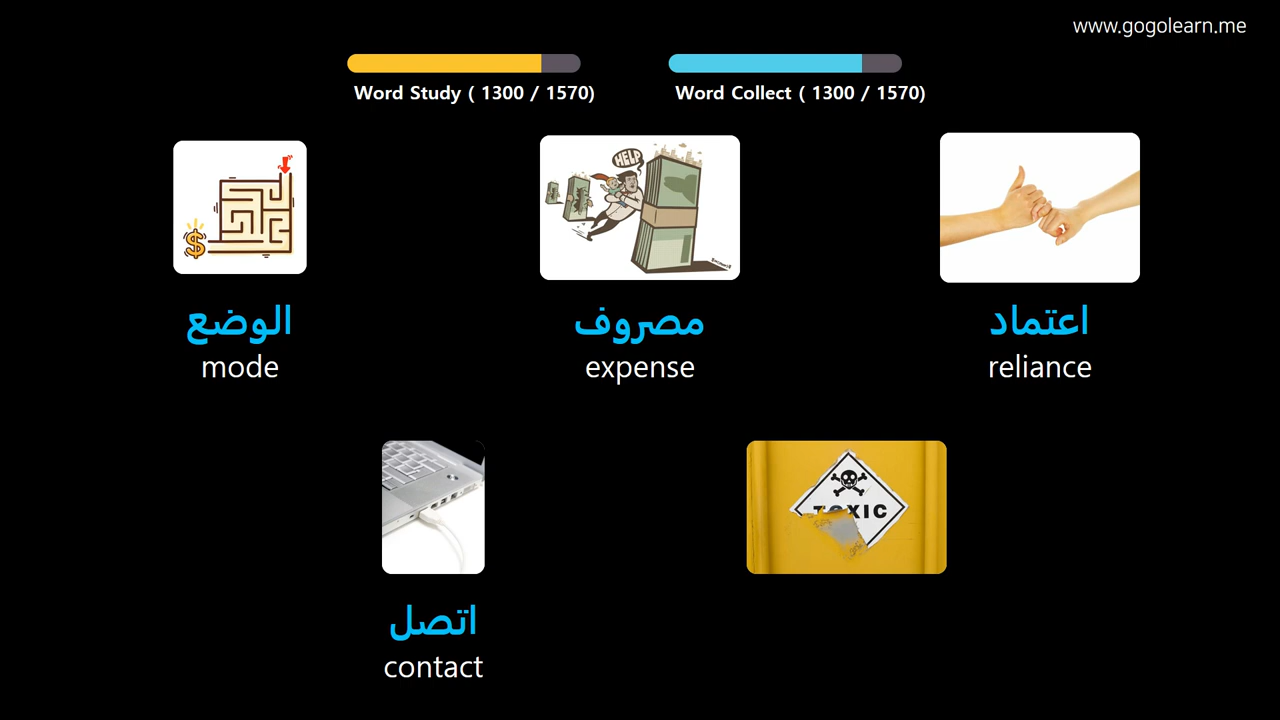 www.gogolearn.me
Word Study ( 1300 / 1570)
Word Collect ( 1300 / 1570)
HELP
الوضع
mode
مصروف
expense
اعتماد
reliance
TOXIC
اتصل
contact